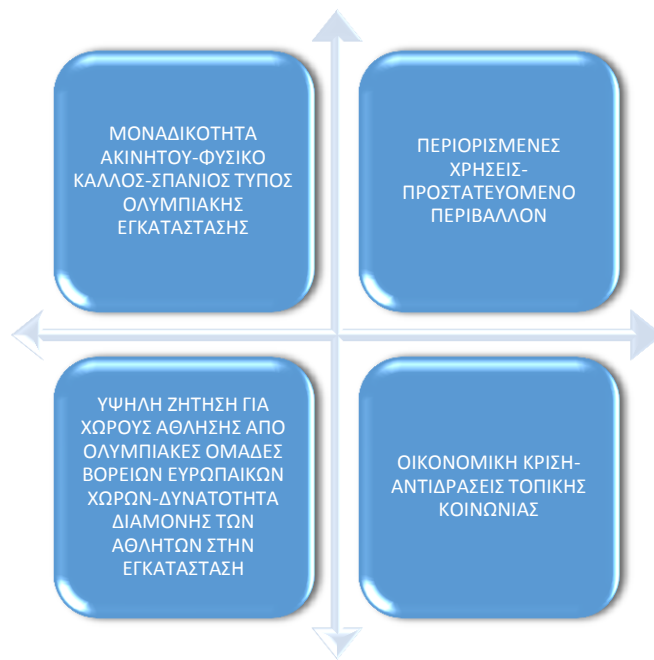 ΜΟΝΑΔΙΚΟΤΗΤΑ
ΑΚΙΝΗΤΟΥ-ΦΥΣΙΚΟ
ΚΑΛΛΟΣ-ΣΠΑΝΙΟΣ ΤΥΠΟΣ
ΟΛΥΜΠΙΑΚΗΣ
ΕΓΚΑΤΑΣΤΑΣΗΣ
ΠΕΡΙΟΡΙΣΜΕΝΕΣ
ΧΡΗΣΕΙΣ-
ΠΡΟΣΤΑΤΕΥΟΜΕΝΟ
ΠΕΡΙΒΑΛΛΟΝ
ΥΨΗΛΗ ΖΗΤΗΣΗ ΓΙΑ
ΧΩΡΟΥΣ ΑΘΛΗΣΗΣ ΑΠΟ
ΟΛΥΜΠΙΑΚΕΣ ΟΜΑΔΕΣ
ΒΟΡΕΙΩΝ ΕΥΡΩΠΑΙΚΩΝ
ΧΩΡΩΝ-ΔΥΝΑΤΟΤΗΤΑ
ΔΙΑΜΟΝΗΣ ΤΩΝ
ΑΘΛΗΤΩΝ ΣΤΗΝ
ΕΓΚΑΤΑΣΤΑΣΗ
ΟΙΚΟΝΟΜΙΚΗ ΚΡΙΣΗ-
ΑΝΤΙΔΡΑΣΕΙΣ ΤΟΠΙΚΗΣ
ΚΟΙΝΩΝΙΑΣ